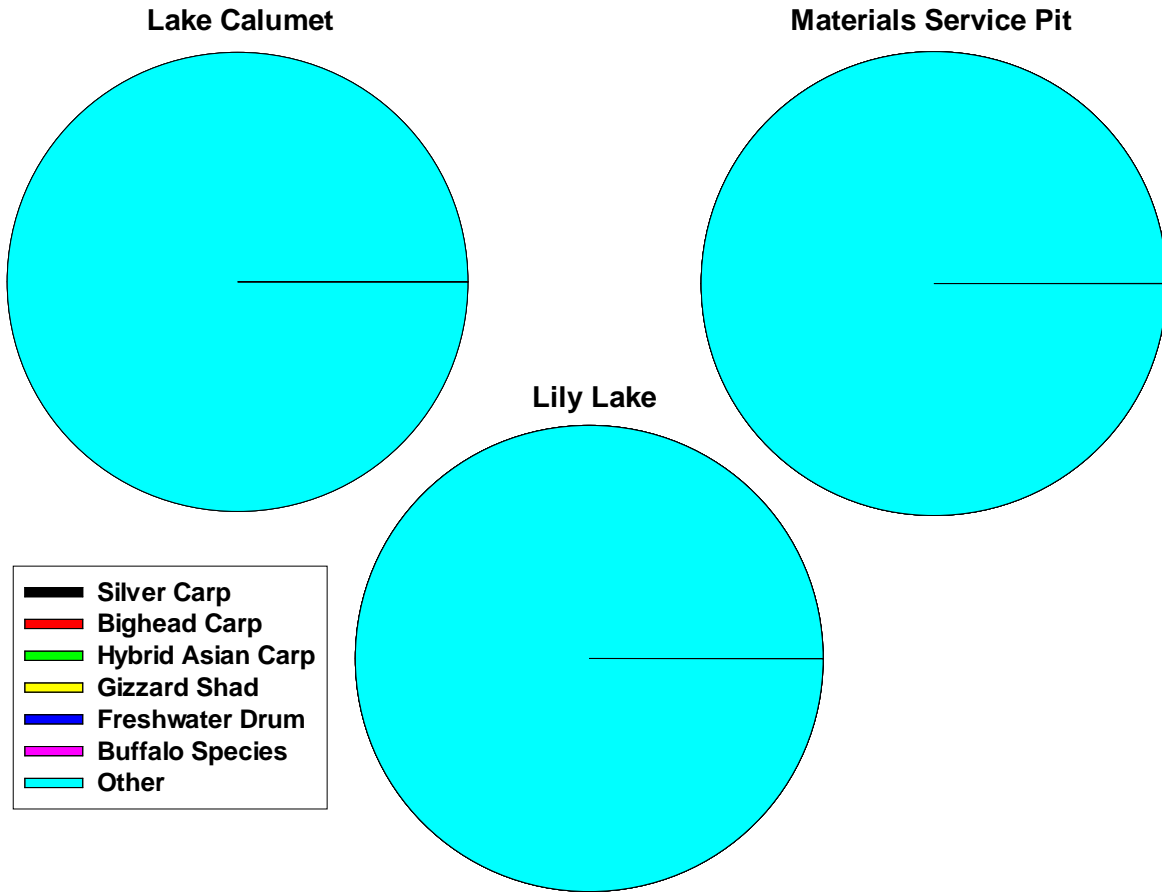 Lake Calumet
Materials Service Pit
Lily Lake
Silver Carp
Bighead Carp
Hybrid Asian Carp
Gizzard Shad
Freshwater Drum
Buffalo Species
Other